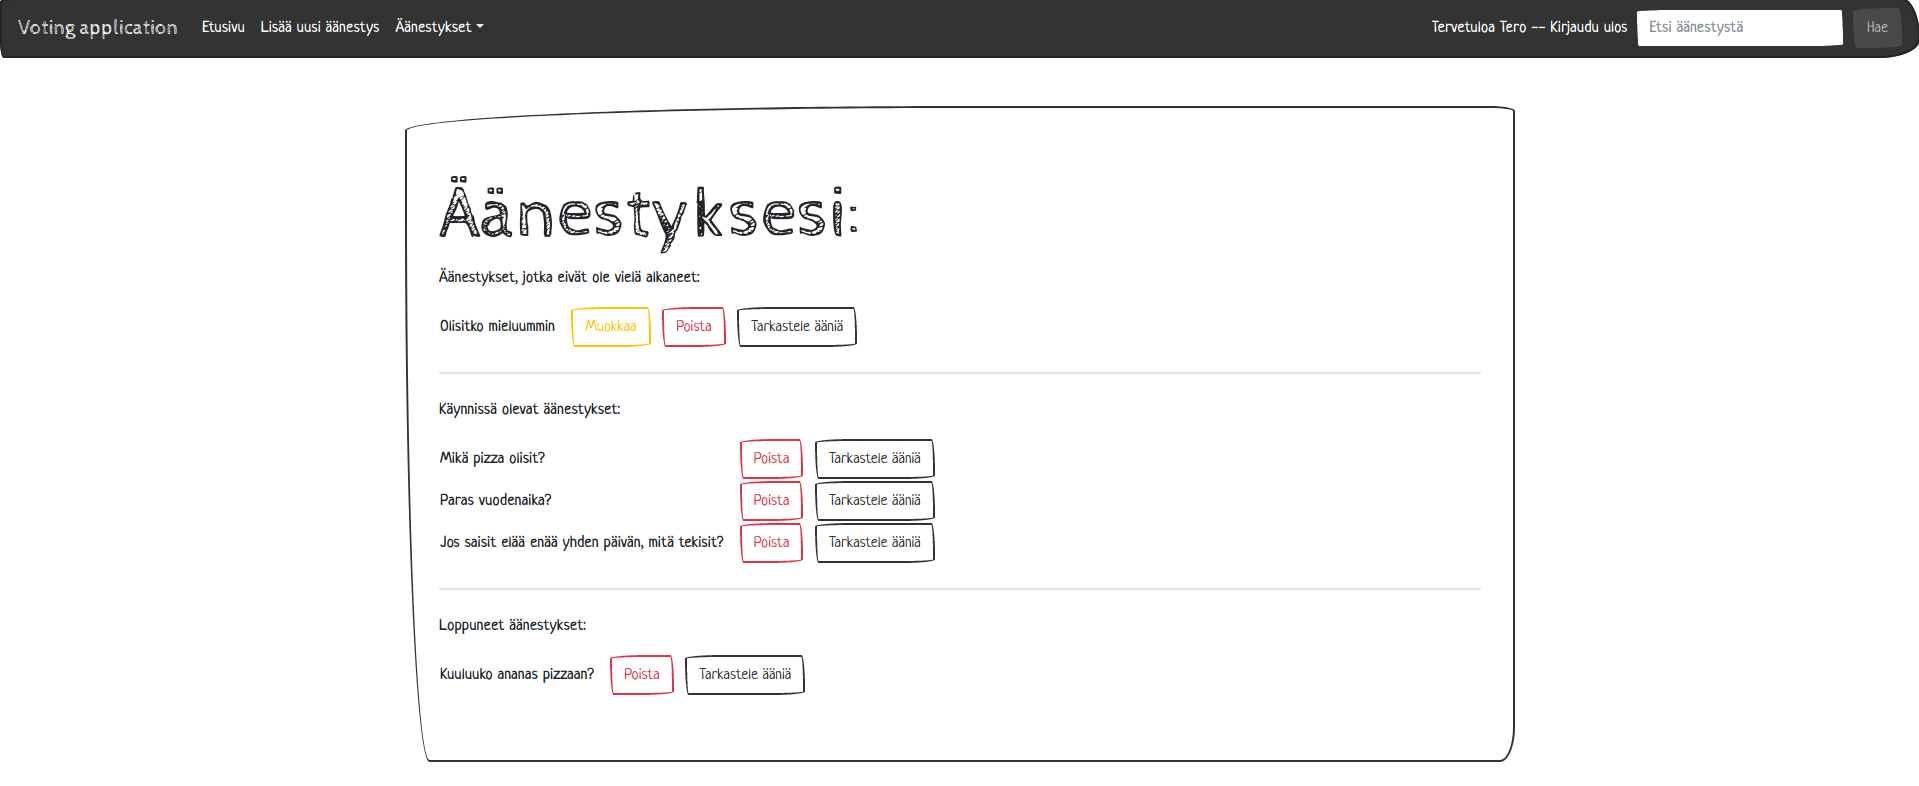 Voting application Etusivu Lisää uusi äänestys Äänestykset Tervetuloa Tero -- Kirjaudu ulos Etsi äänestystä Hae
Äänestyksesi:
Äänestykset, jotka eivät ole vielä alkaneet:
Olisitko mieluummin Muokkaa Poista Tarkastele ääniä
Käynnissä olevat äänestykset:
Mikä pizza olisit? Poista Tarkastele ääniä
Paras vuodenaika? Poista Tarkastele ääniä
Jos saisit elää enää yhden päivän, mitä tekisit? Poista Tarkastele ääniä
Loppuneet äänestykset:
Kuuluuko ananas pizzaan? Poista Tarkastele ääniä